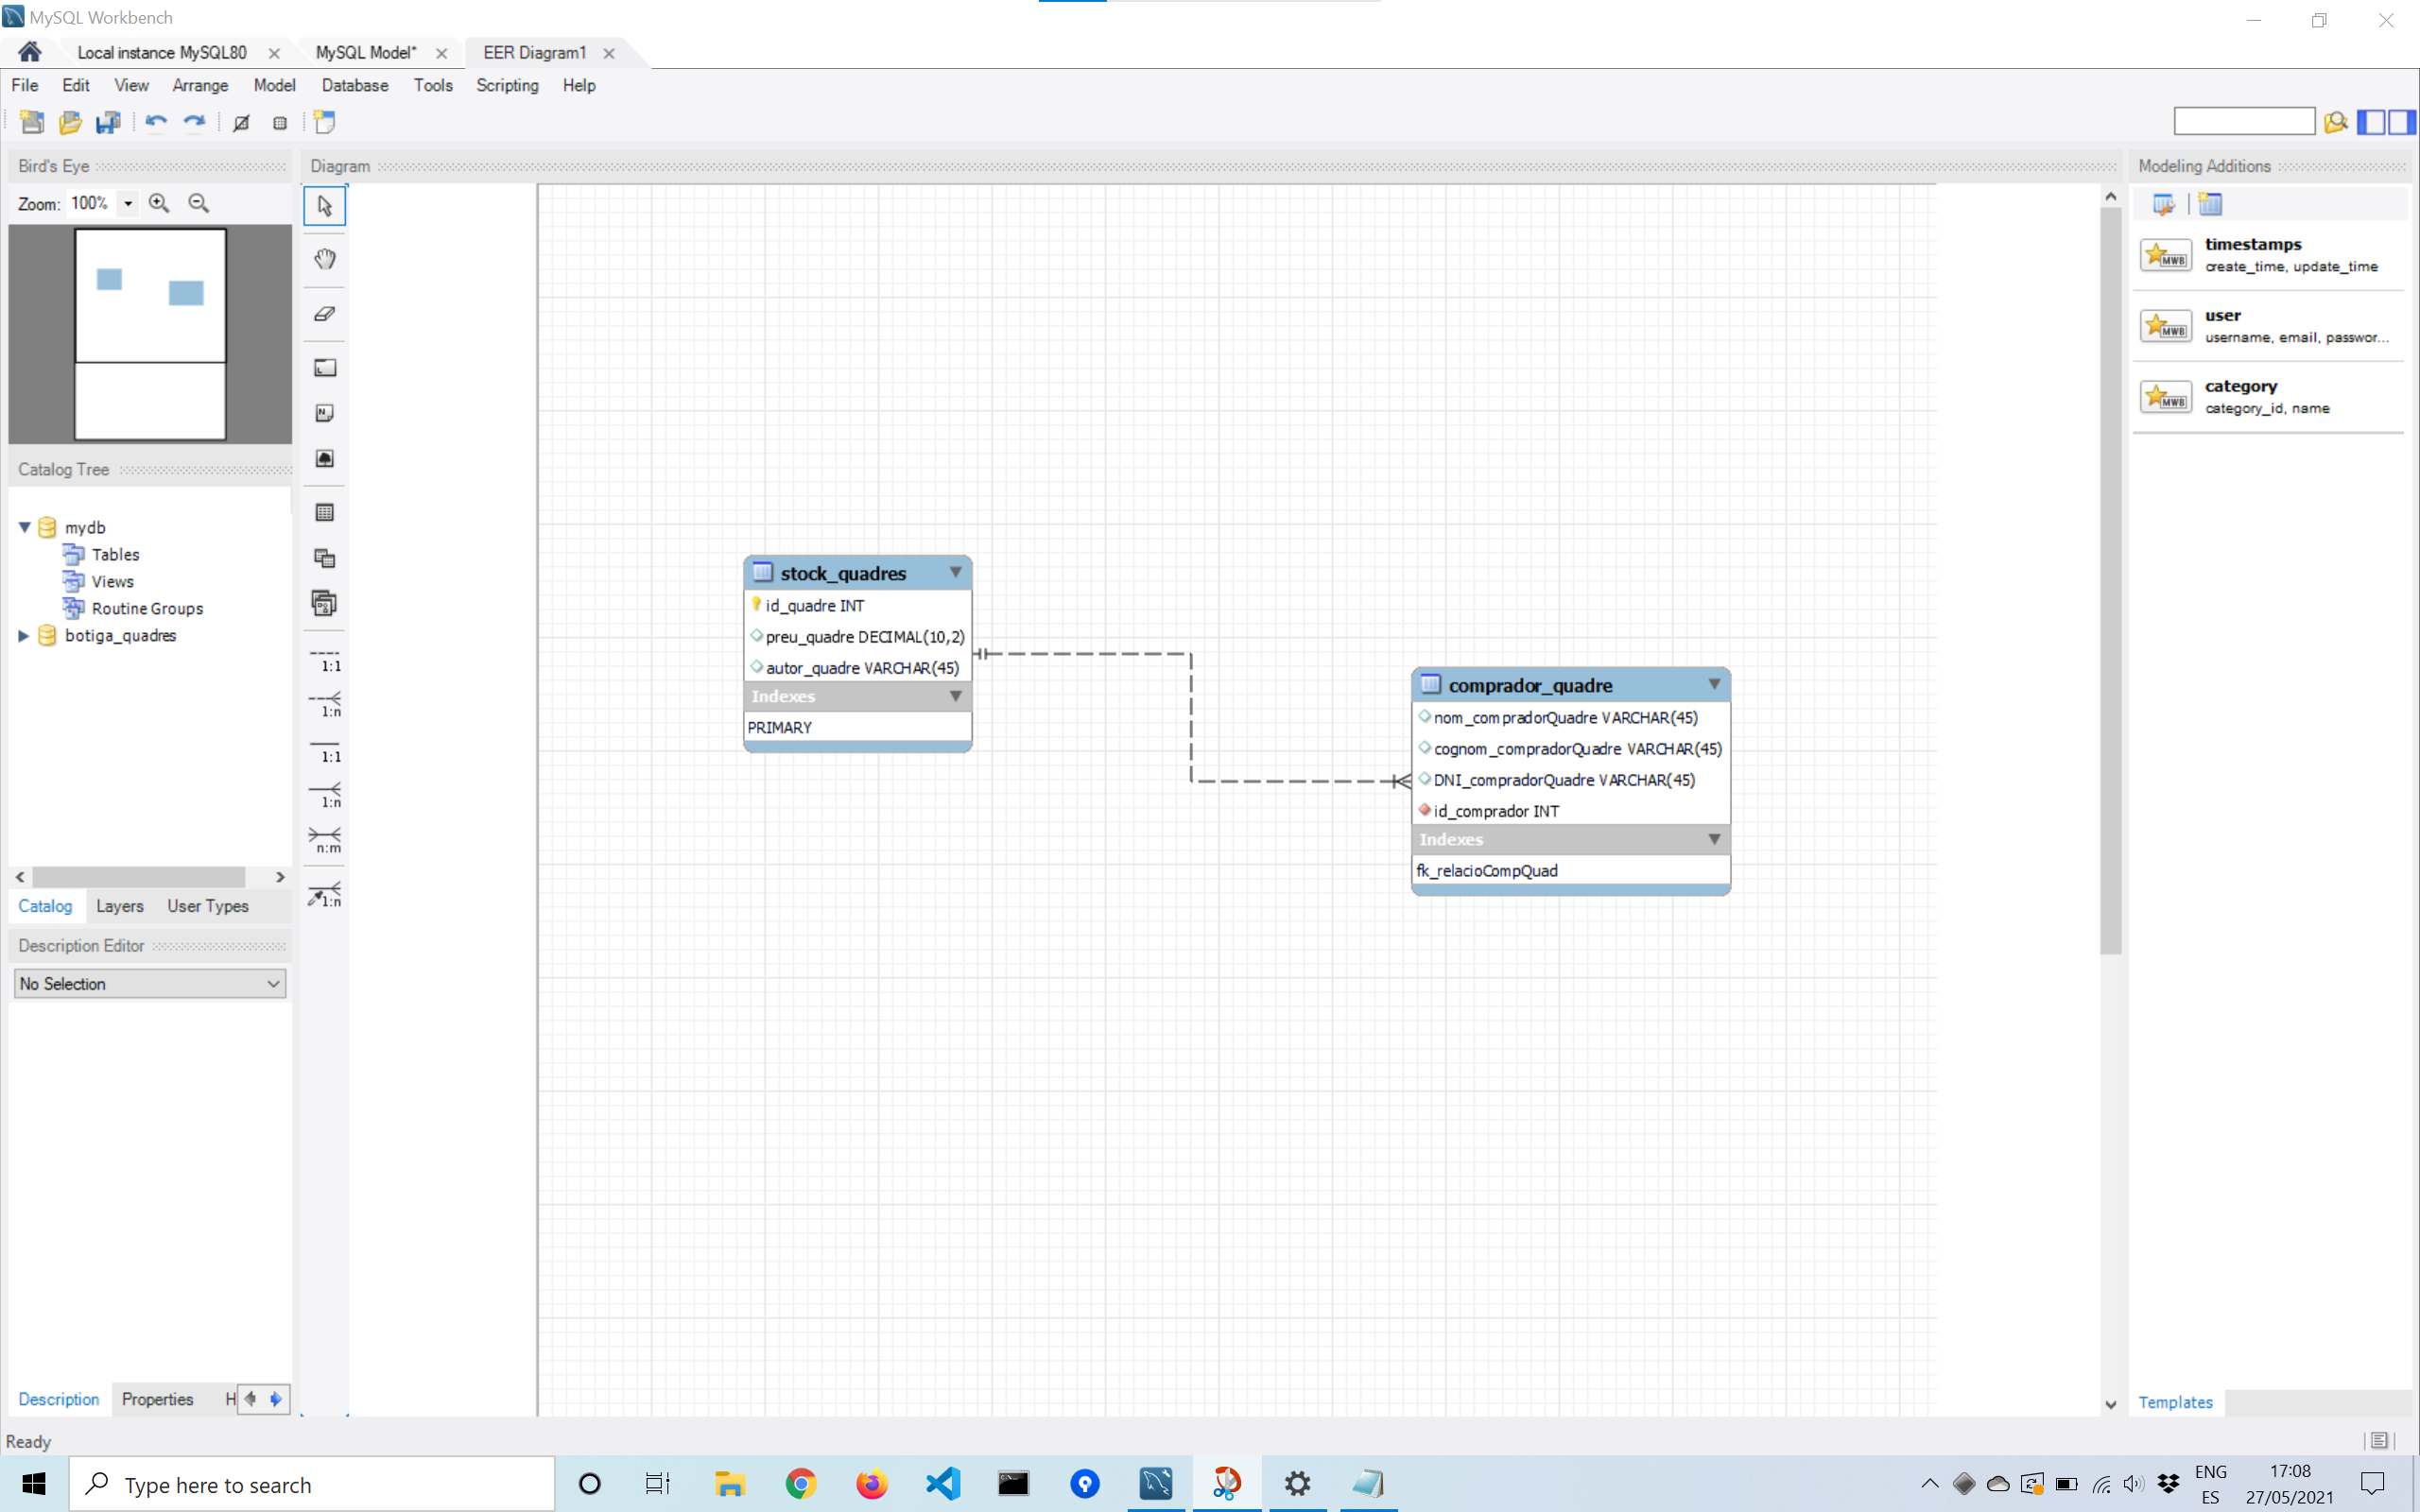 MySQL Workbench
Local instance MySQL80
MySQL Model*
EER Diagram1
File Edit View Arrange Model Database Tools Scripting Help
Bird's Eye
Zoom: 100%
Catalog Tree
mydb
Tables
Views
Routine Groups
botiga_quadres
Catalog Layers User Types
Description Editor
No Selection
Description Properties H
Ready
Diagram
1:1
1:n
1:1
1:n
n:m
1:n
stock_quadres
id_quadre INT
preu_quadre DECIMAL(10,2)
autor_quadre VARCHAR(45)
Indexes
PRIMARY
comprador_quadre
nom_compradorQuadre VARCHAR(45)
cognom_compradorQuadre VARCHAR(45)
DNI_compradorQuadre VARCHAR(45)
id_comprador INT
Indexes
fk_relacioCompQuad
Modeling Additions
MWB
timestamps
create_time, update_time
MWB
user
username, email, passwor...
MWB
category
category_id, name
Templates
Type here to search
ENG
ES
17:08
27/05/2021